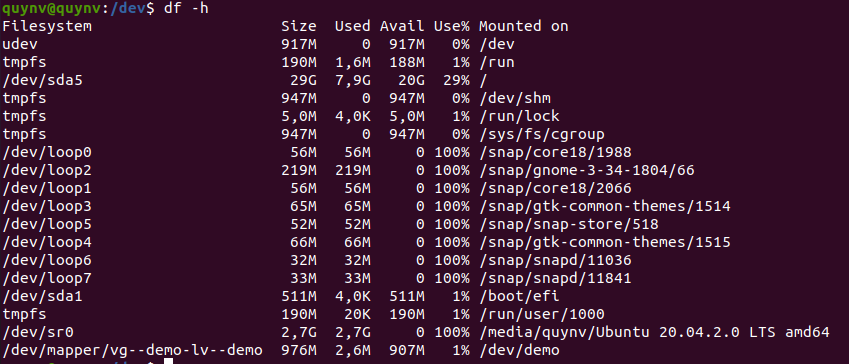 quynv@quynv:/dev$ df -h
Filesystem Size Used Avail Use% Mounted on
udev 917M 0 917M 0% /dev
tmpfs 190M 1,6M 188M 1% /run
/dev/sda5 29G 7,9G 20G 29% /
tmpfs 947M 0 947M 0% /dev/shm
tmpfs 5,0M 4,0K 5,0M 1% /run/lock
tmpfs 947M 0 947M 0% /sys/fs/cgroup
/dev/loop0 56M 56M 0 100% /snap/core18/1988
/dev/loop2 219M 219M 0 100% /snap/gnome-3-34-1804/66
/dev/loop1 56M 56M 0 100% /snap/core18/2066
/dev/loop3 65M 65M 0 100% /snap/gtk-common-themes/1514
/dev/loop5 52M 52M 0 100% /snap/snap-store/518
/dev/loop4 66M 66M 0 100% /snap/gtk-common-themes/1515
/dev/loop6 32M 32M 0 100% /snap/snapd/11036
/dev/loop7 33M 33M 0 100% /snap/snapd/11841
/dev/sda1 511M 4,0K 511M 1% /boot/efi
tmpfs 190M 20K 190M 1% /run/user/1000
/dev/sr0 2,7G 2,7G 0 100% /media/quynv/Ubuntu 20.04.2.0 LTS amd64
/dev/mapper/vg--demo-lv--demo 976M 2,6M 907M 1% /dev/demo